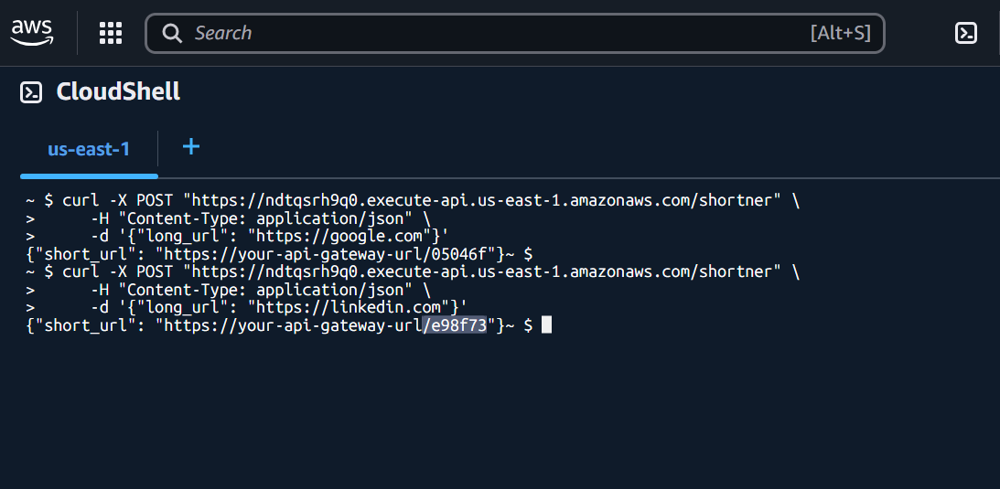 aws
Search [Alt+S]
CloudShell
us-east-1 +
~ $ curl -X POST "https://ndtqsrh9q0.execute-api.us-east-1.amazonaws.com/shortner" \
>      -H "Content-Type: application/json" \
>      -d '{"long_url": "https://google.com"}'
{"short_url": "https://your-api-gateway-url/05046f"}~ $
~ $ curl -X POST "https://ndtqsrh9q0.execute-api.us-east-1.amazonaws.com/shortner" \
>      -H "Content-Type: application/json" \
>      -d '{"long_url": "https://linkedin.com"}'
{"short_url": "https://your-api-gateway-url/e98f73"}~ $